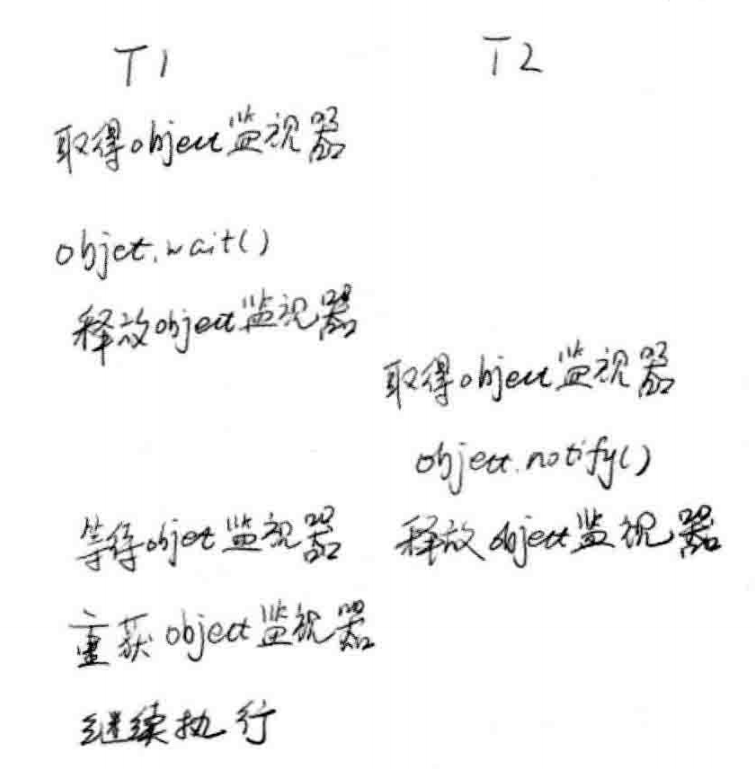 T1
T2
取得object监视器
objet.wait()
释放object监视器
取得object监视器
object.notify()
等待objet监视器
释放object监视器
重获object监视器
继续执行